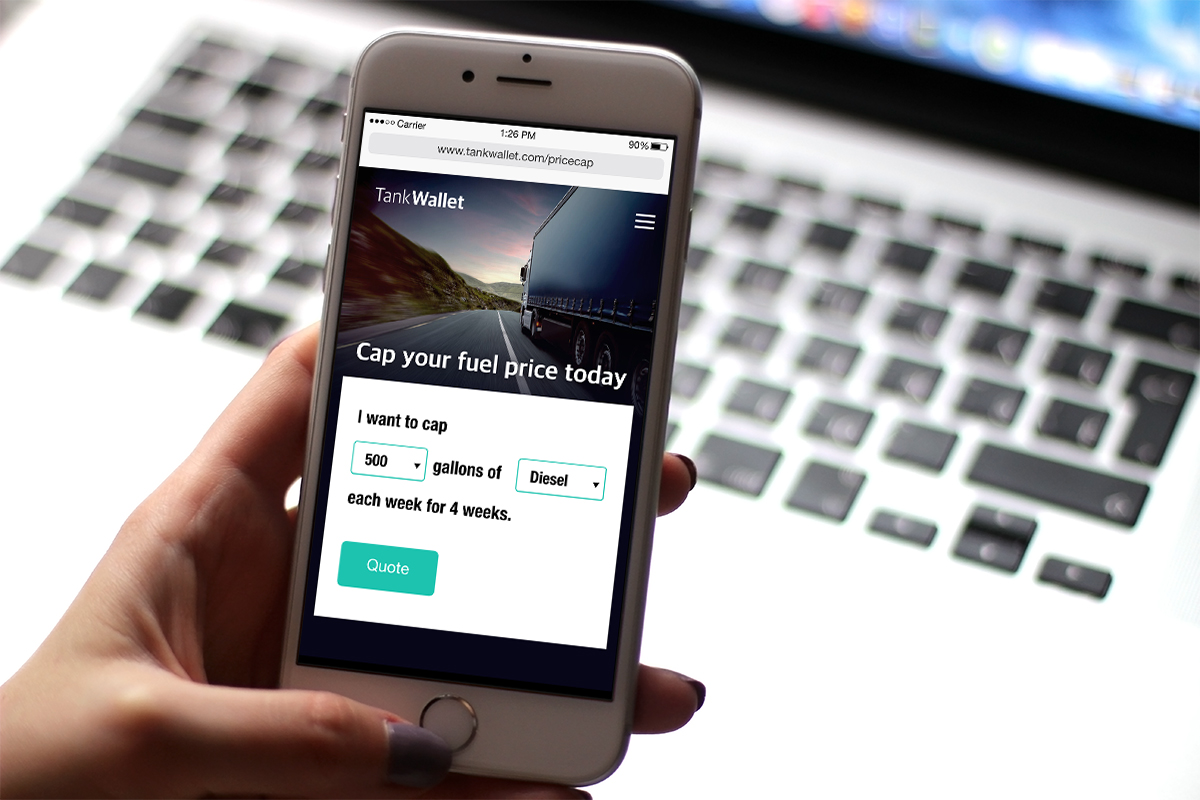 Carrier
1:26 PM
90%
www.tankwallet.com/pricecap
TankWallet
Cap your fuel price today
I want to cap
500 gallons of Diesel
each week for 4 weeks.
Quote